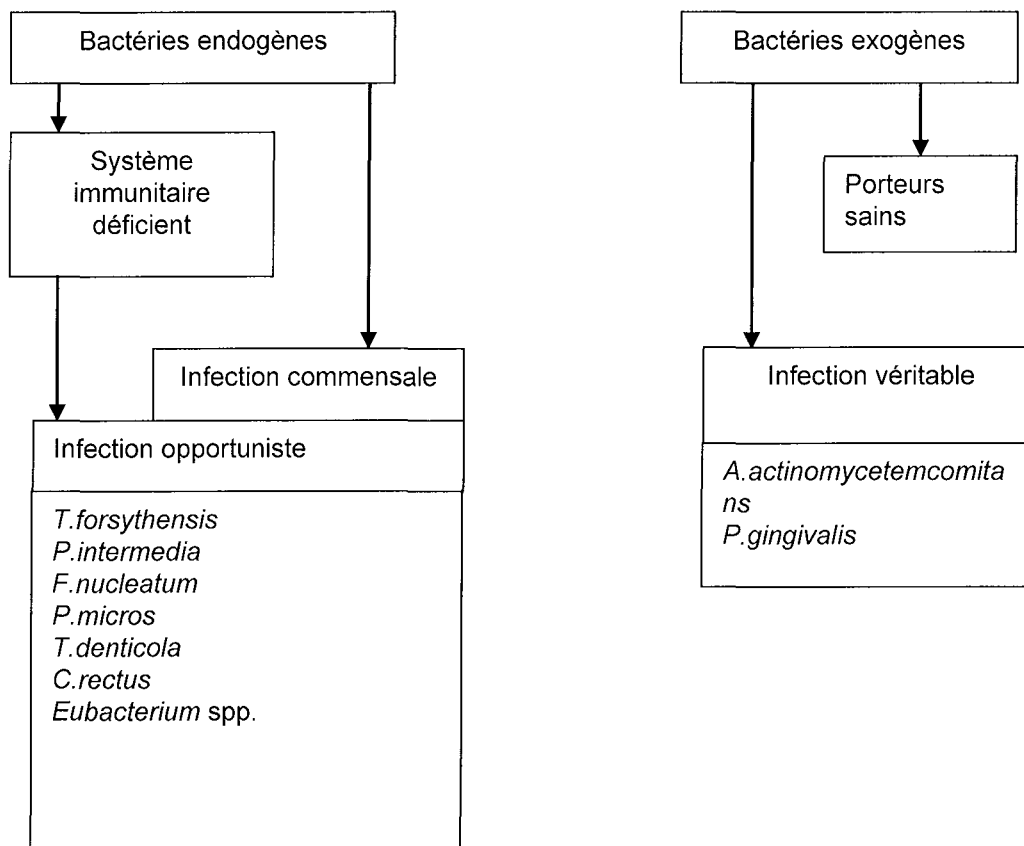 Bactéries endogènes
Système
immunitaire
déficient
Infection commensale
Infection opportuniste
T.forsythensis
P.intermedia
F.nucleatum
P.micros
T.denticola
C.rectus
Eubacterium spp.
Bactéries exogènes
Porteurs
sains
Infection véritable
A.actinomycetemcomita
ns
P.gingivalis